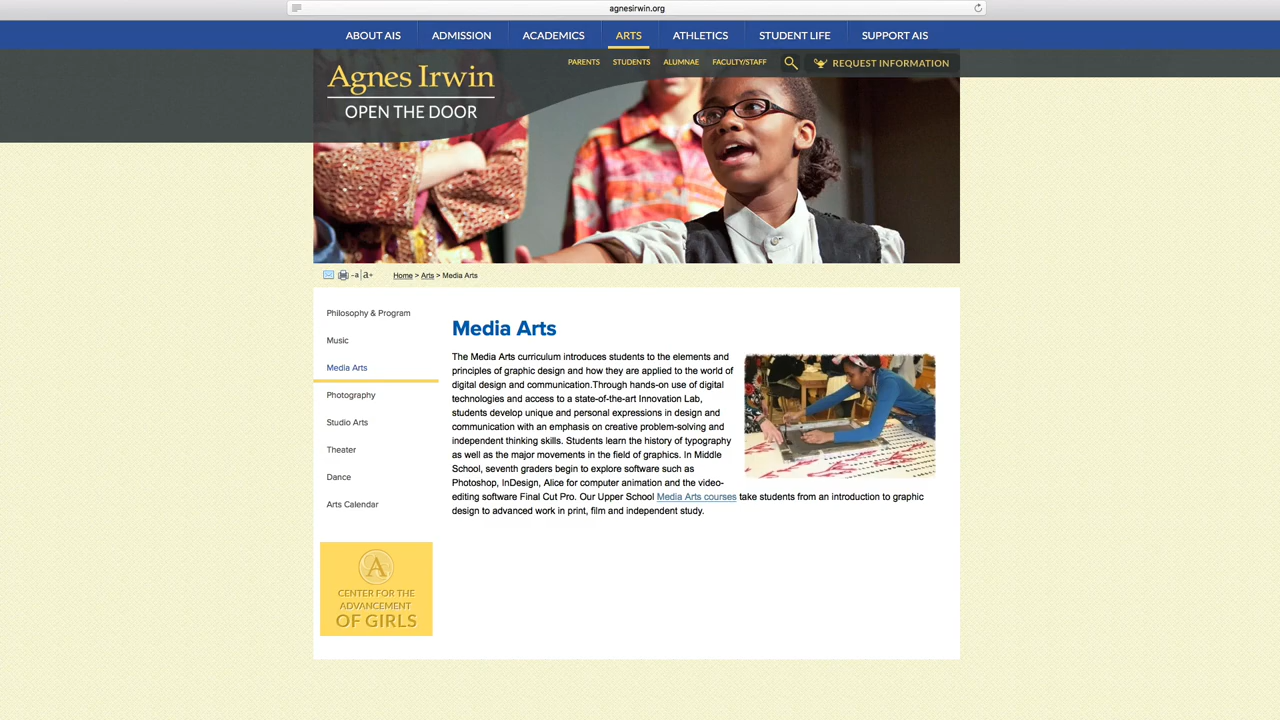 agnesirwin.org
ABOUT AIS ADMISSION ACADEMICS ARTS ATHLETICS STUDENT LIFE SUPPORT AIS
PARENTS STUDENTS ALUMNAE FACULTY/STAFF REQUEST INFORMATION
Agnes Irwin
OPEN THE DOOR
-a|a+ Home > Arts > Media Arts
Philosophy & Program
Music
Media Arts
Photography
Studio Arts
Theater
Dance
Arts Calendar
A
CENTER FOR THE
ADVANCEMENT
OF GIRLS
Media Arts
The Media Arts curriculum introduces students to the elements and
principles of graphic design and how they are applied to the world of
digital design and communication.Through hands-on use of digital
technologies and access to a state-of-the-art Innovation Lab,
students develop unique and personal expressions in design and
communication with an emphasis on creative problem-solving and
independent thinking skills. Students learn the history of typography
as well as the major movements in the field of graphics. In Middle
School, seventh graders begin to explore software such as
Photoshop, InDesign, Alice for computer animation and the video-
editing software Final Cut Pro. Our Upper School Media Arts courses take students from an introduction to graphic
design to advanced work in print, film and independent study.